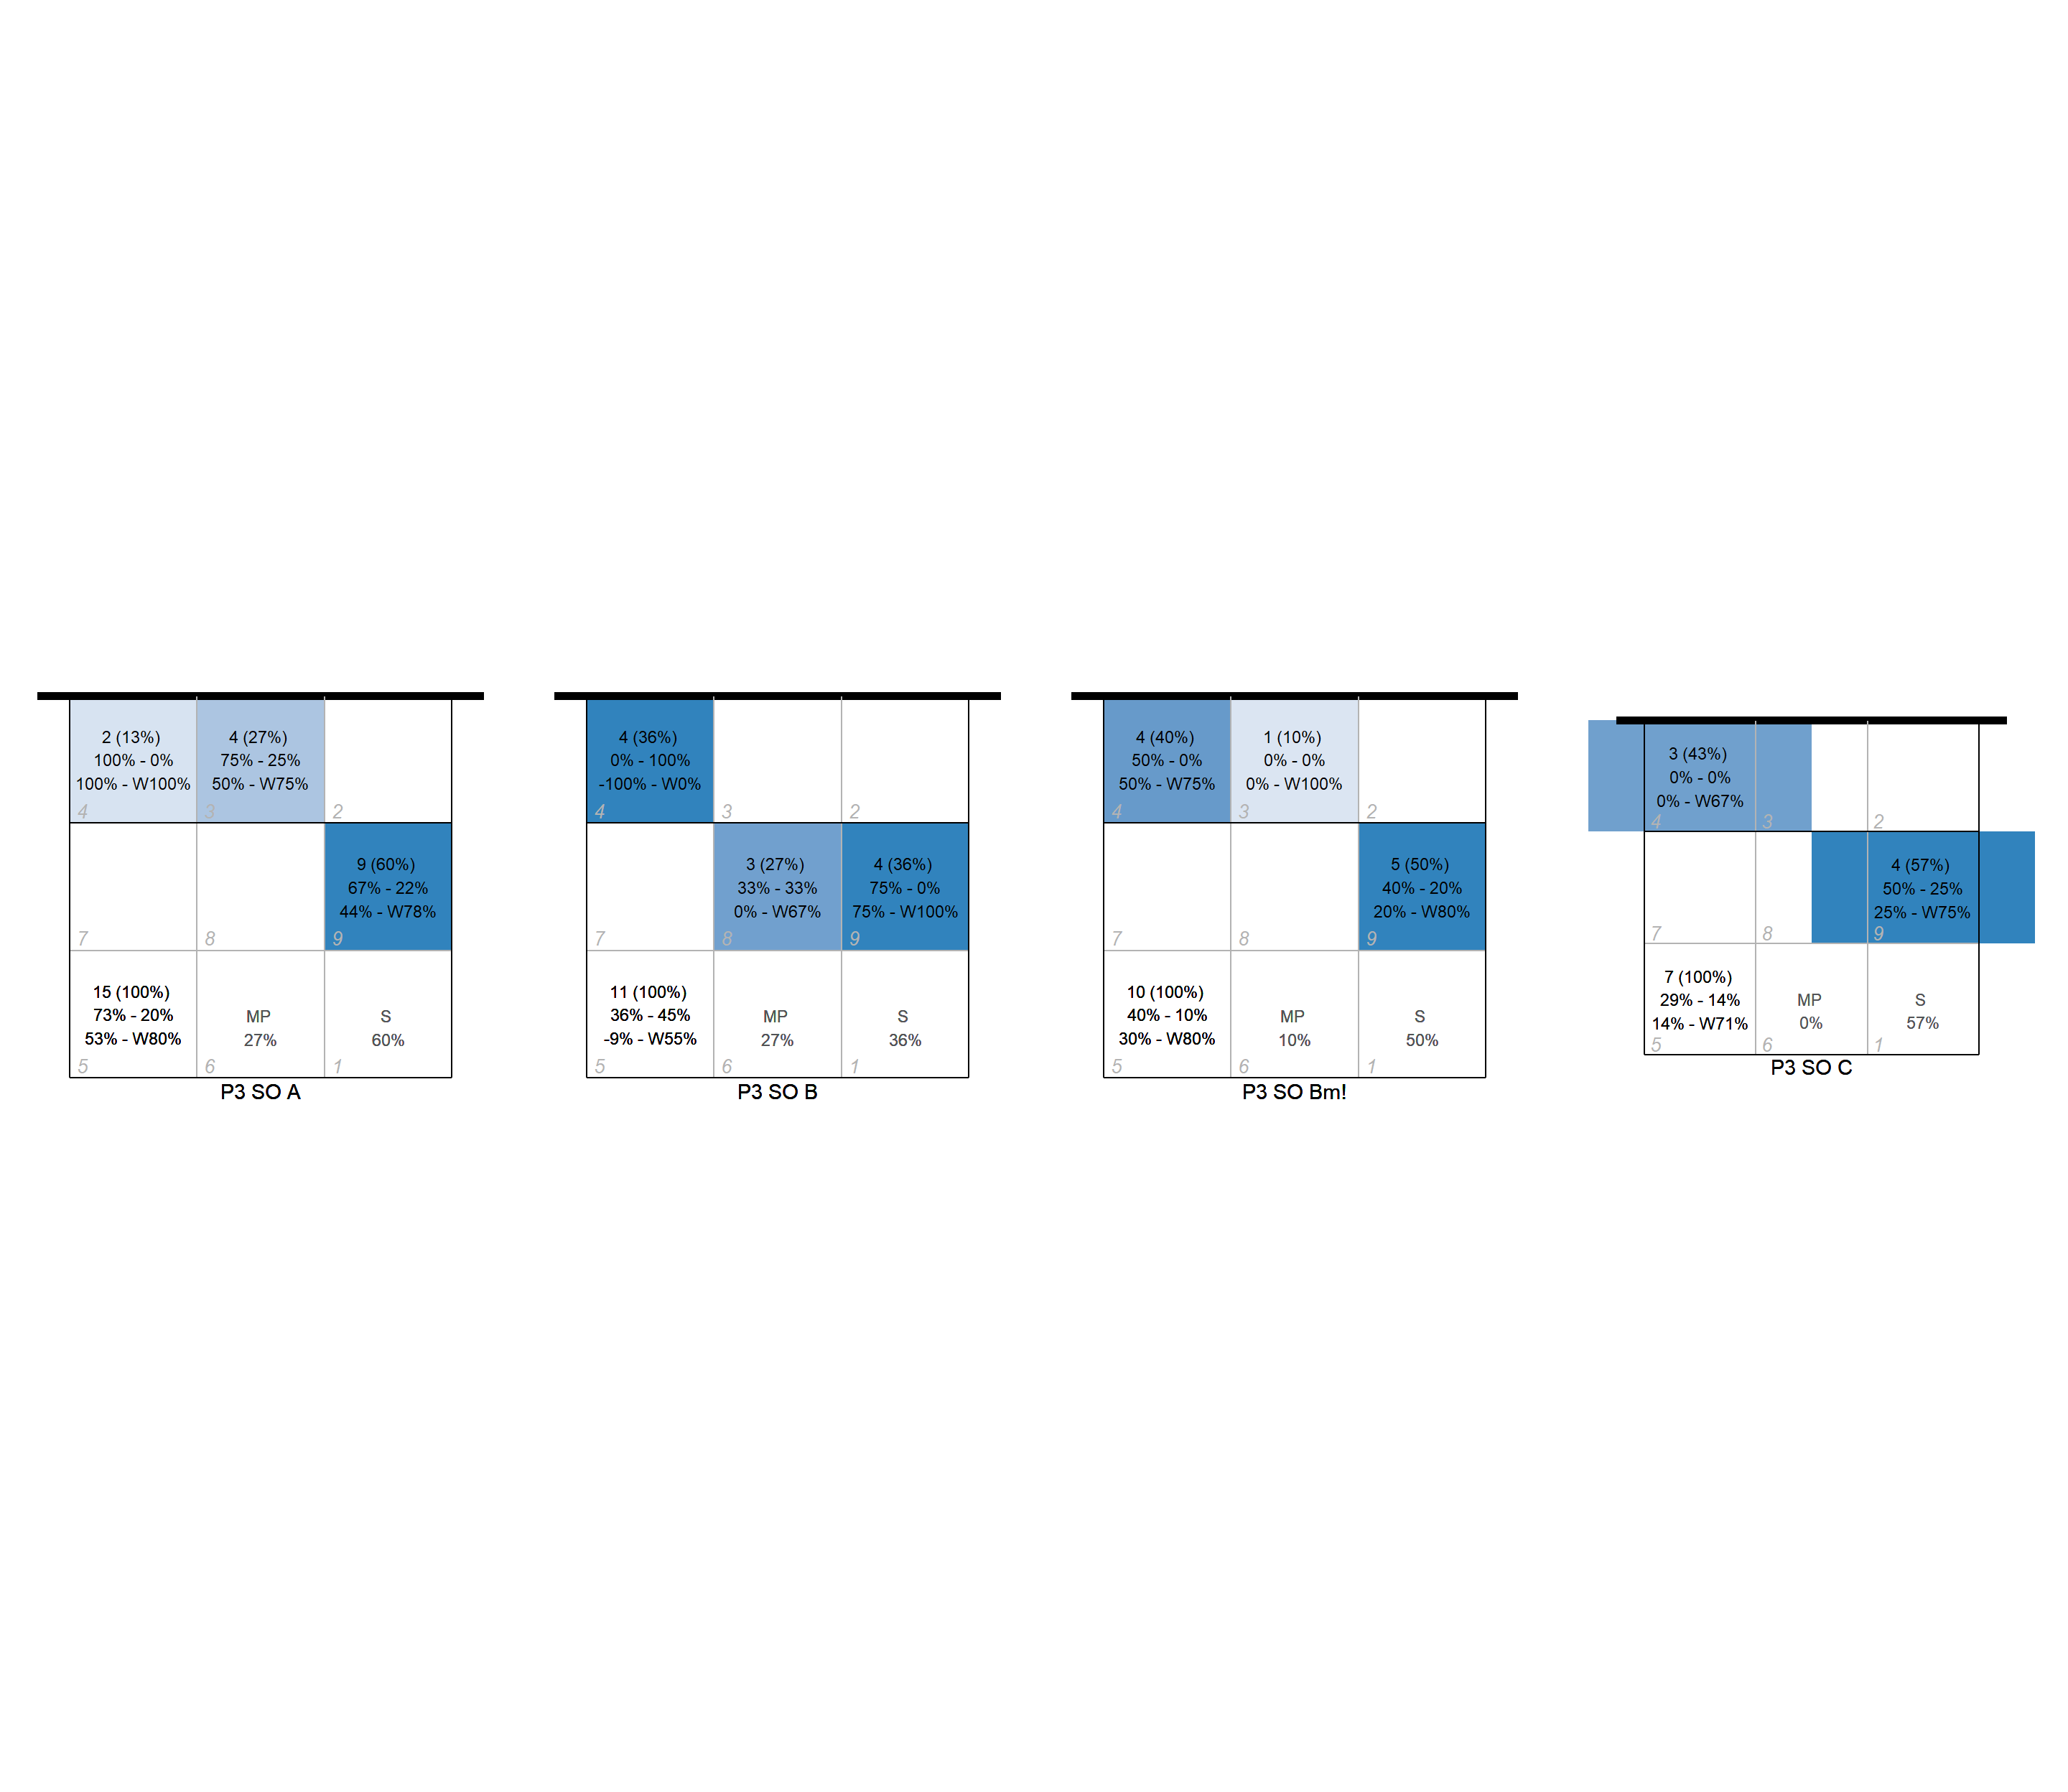 2 (13%)
100% - 0%
100% - W100%
4
4 (27%)
75% - 25%
50% - W75%
3
2
7
8
9 (60%)
67% - 22%
44% - W78%
9
15 (100%)
73% - 20%
53% - W80%
5
MP
27%
6
S
60%
1
P3 SO A
4 (36%)
0% - 100%
-100% - W0%
4
3
2
7
3 (27%)
33% - 33%
0% - W67%
8
4 (36%)
75% - 0%
75% - W100%
9
11 (100%)
36% - 45%
-9% - W55%
5
MP
27%
6
S
36%
1
P3 SO B
4 (40%)
50% - 0%
50% - W75%
4
1 (10%)
0% - 0%
0% - W100%
3
2
7
8
5 (50%)
40% - 20%
20% - W80%
9
10 (100%)
40% - 10%
30% - W80%
5
MP
10%
6
S
50%
1
P3 SO Bm!
3 (43%)
0% - 0%
0% - W67%
4
3
2
7
8
4 (57%)
50% - 25%
25% - W75%
9
7 (100%)
29% - 14%
14% - W71%
5
MP
0%
6
S
57%
1
P3 SO C